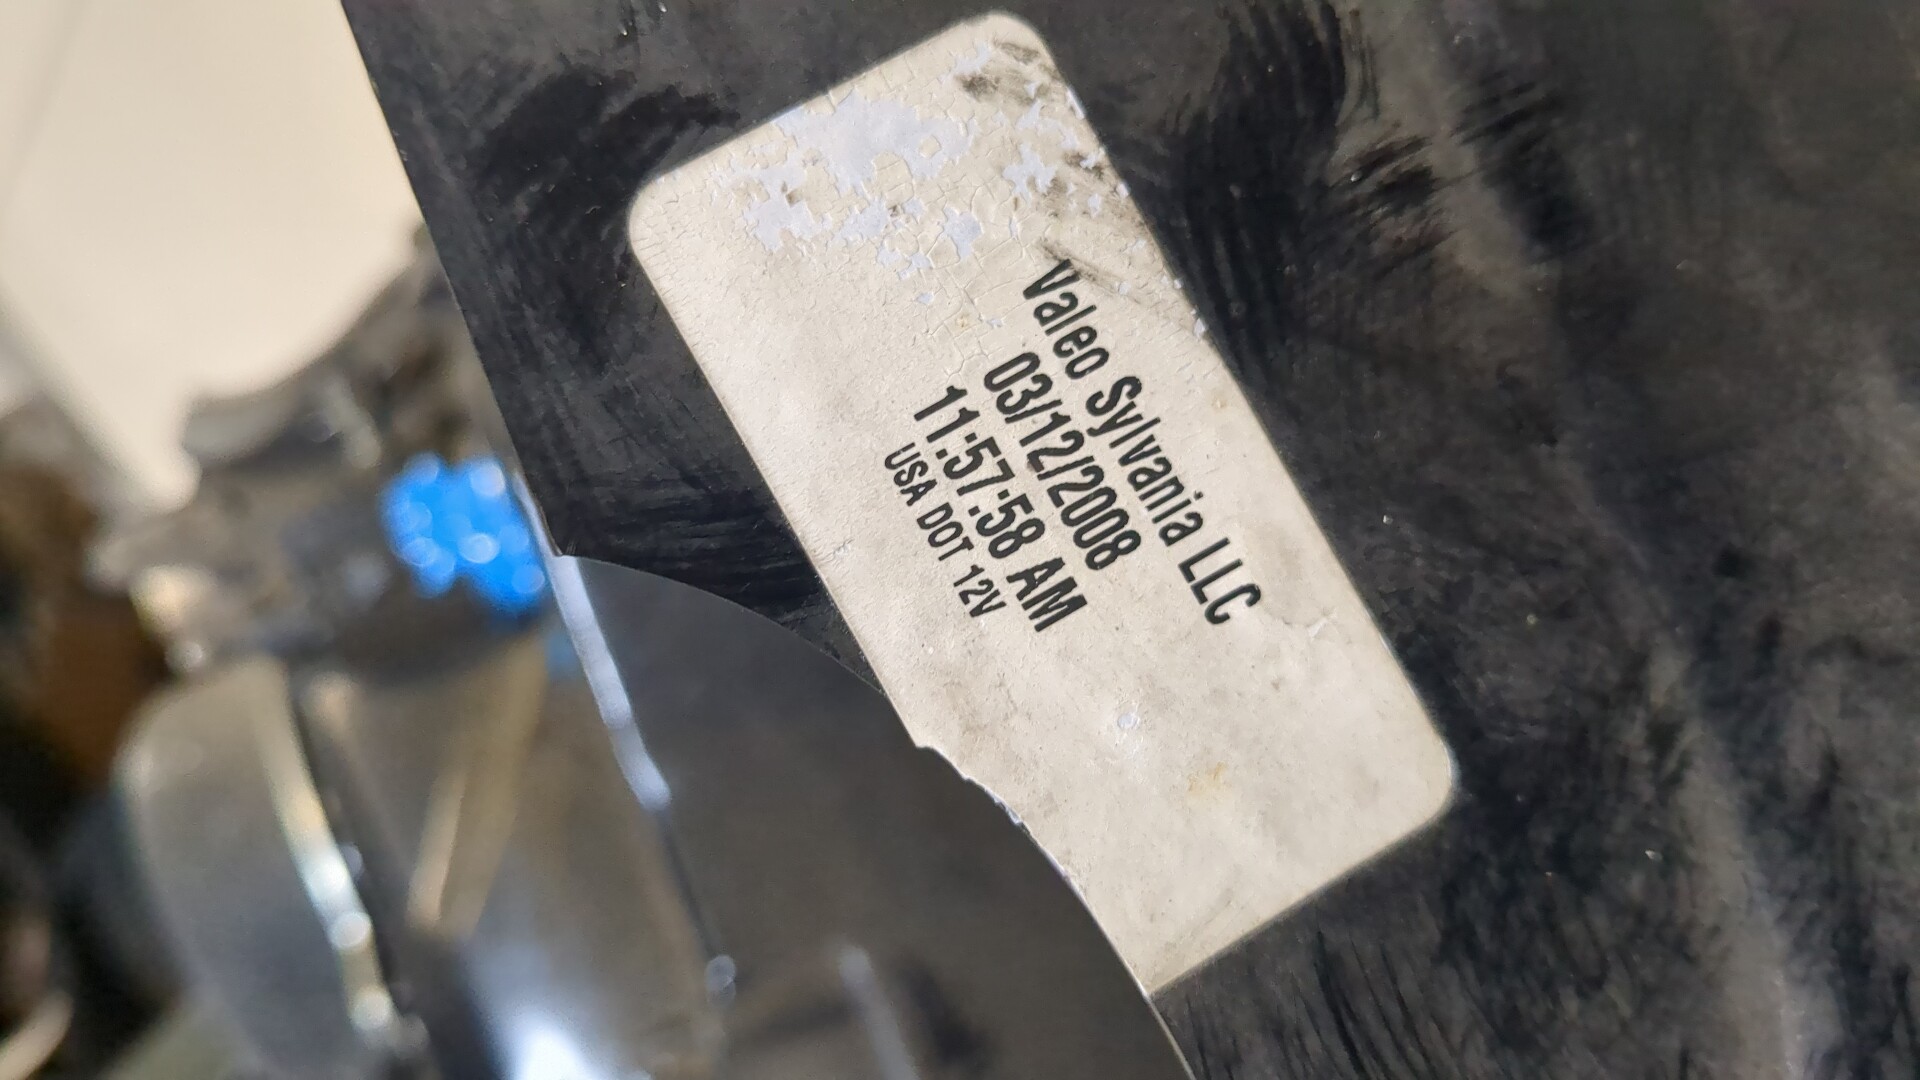 Valeo Sylvania LLC
03/12/2008
11:57:58 AM
USA DOT 12V